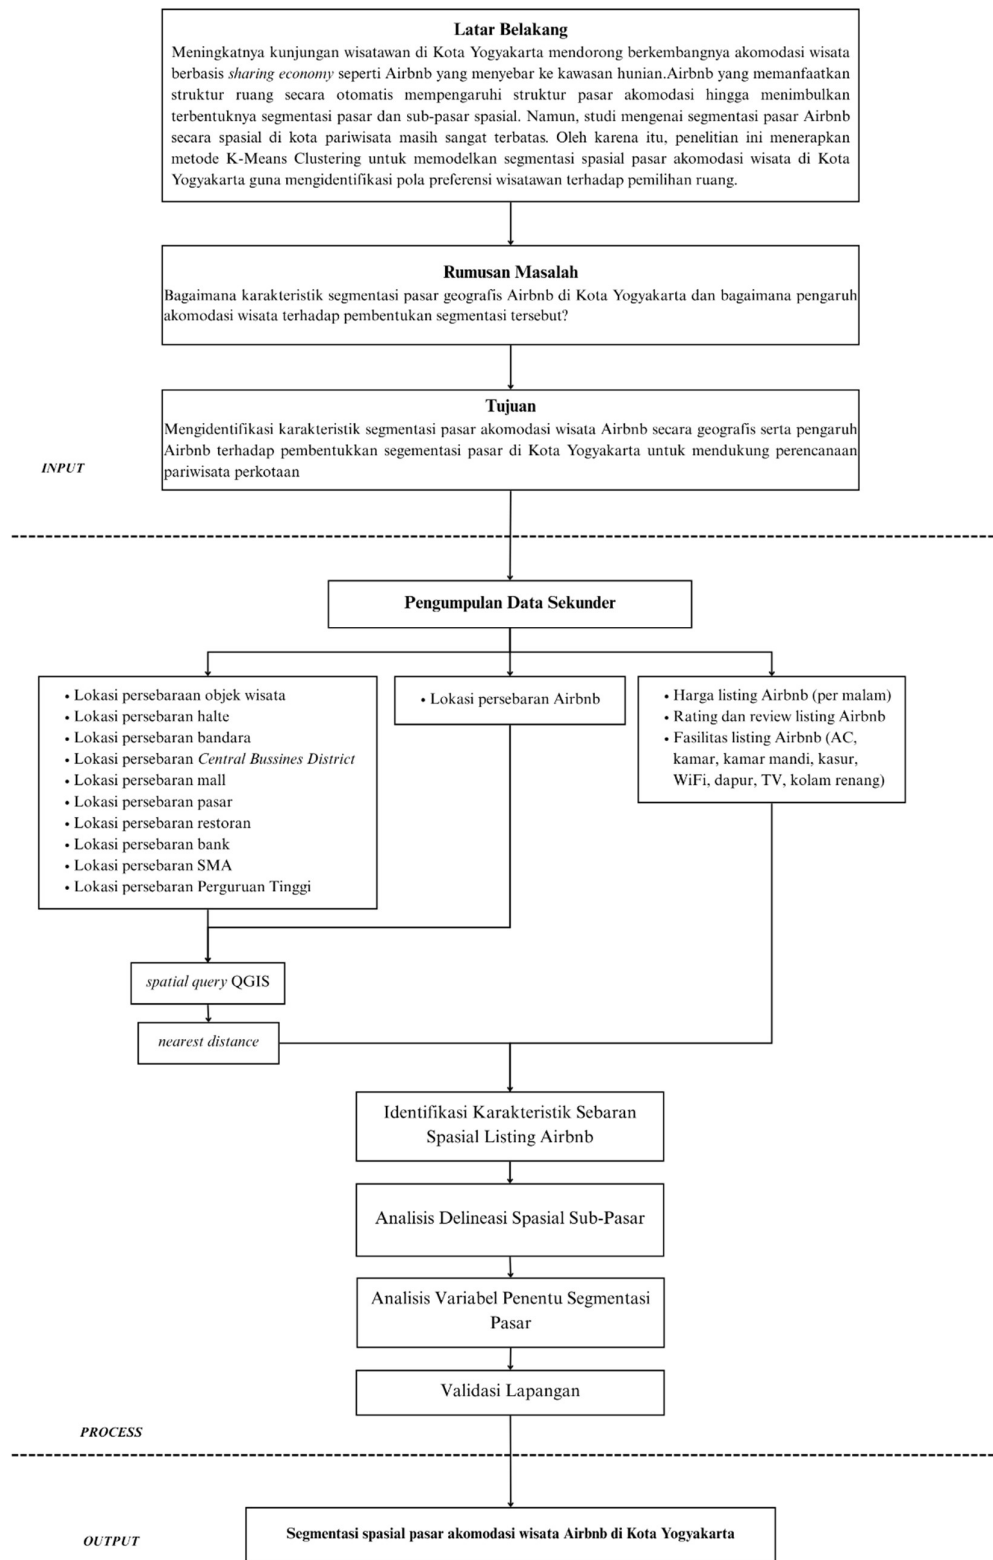 Latar Belakang
Meningkatnya kunjungan wisatawan di Kota Yogyakarta mendorong berkembangnya akomodasi wisata
berbasis sharing economy seperti Airbnb yang menyebar ke kawasan hunian.Airbnb yang memanfaatkan
struktur ruang secara otomatis mempengaruhi struktur pasar akomodasi hingga menimbulkan
terbentuknya segmentasi pasar dan sub-pasar spasial. Namun, studi mengenai segmentasi pasar Airbnb
secara spasial di kota pariwisata masih sangat terbatas. Oleh karena itu, penelitian ini menerapkan
metode K-Means Clustering untuk memodelkan segmentasi spasial pasar akomodasi wisata di Kota
Yogyakarta guna mengidentifikasi pola preferensi wisatawan terhadap pemilihan ruang.
Rumusan Masalah
Bagaimana karakteristik segmentasi pasar geografis Airbnb di Kota Yogyakarta dan bagaimana pengaruh
akomodasi wisata terhadap pembentukan segmentasi tersebut?
Tujuan
Mengidentifikasi karakteristik segmentasi pasar akomodasi wisata Airbnb secara geografis serta pengaruh
Airbnb terhadap pembentukkan segementasi pasar di Kota Yogyakarta untuk mendukung perencanaan
pariwisata perkotaan
INPUT
Pengumpulan Data Sekunder
• Lokasi persebaraan objek wisata
• Lokasi persebaran halte
• Lokasi persebaran bandara
• Lokasi persebaran Central Bussines District
• Lokasi persebaran mall
• Lokasi persebaran pasar
• Lokasi persebaran restoran
• Lokasi persebaran bank
• Lokasi persebaran SMA
• Lokasi persebaran Perguruan Tinggi
• Lokasi persebaran Airbnb
• Harga listing Airbnb (per malam)
• Rating dan review listing Airbnb
• Fasilitas listing Airbnb (AC,
kamar, kamar mandi, kasur,
WiFi, dapur, TV, kolam renang)
spatial query QGIS
nearest distance
Identifikasi Karakteristik Sebaran
Spasial Listing Airbnb
Analisis Delineasi Spasial Sub-Pasar
Analisis Variabel Penentu Segmentasi
Pasar
Validasi Lapangan
PROCESS
Segmentasi spasial pasar akomodasi wisata Airbnb di Kota Yogyakarta
OUTPUT